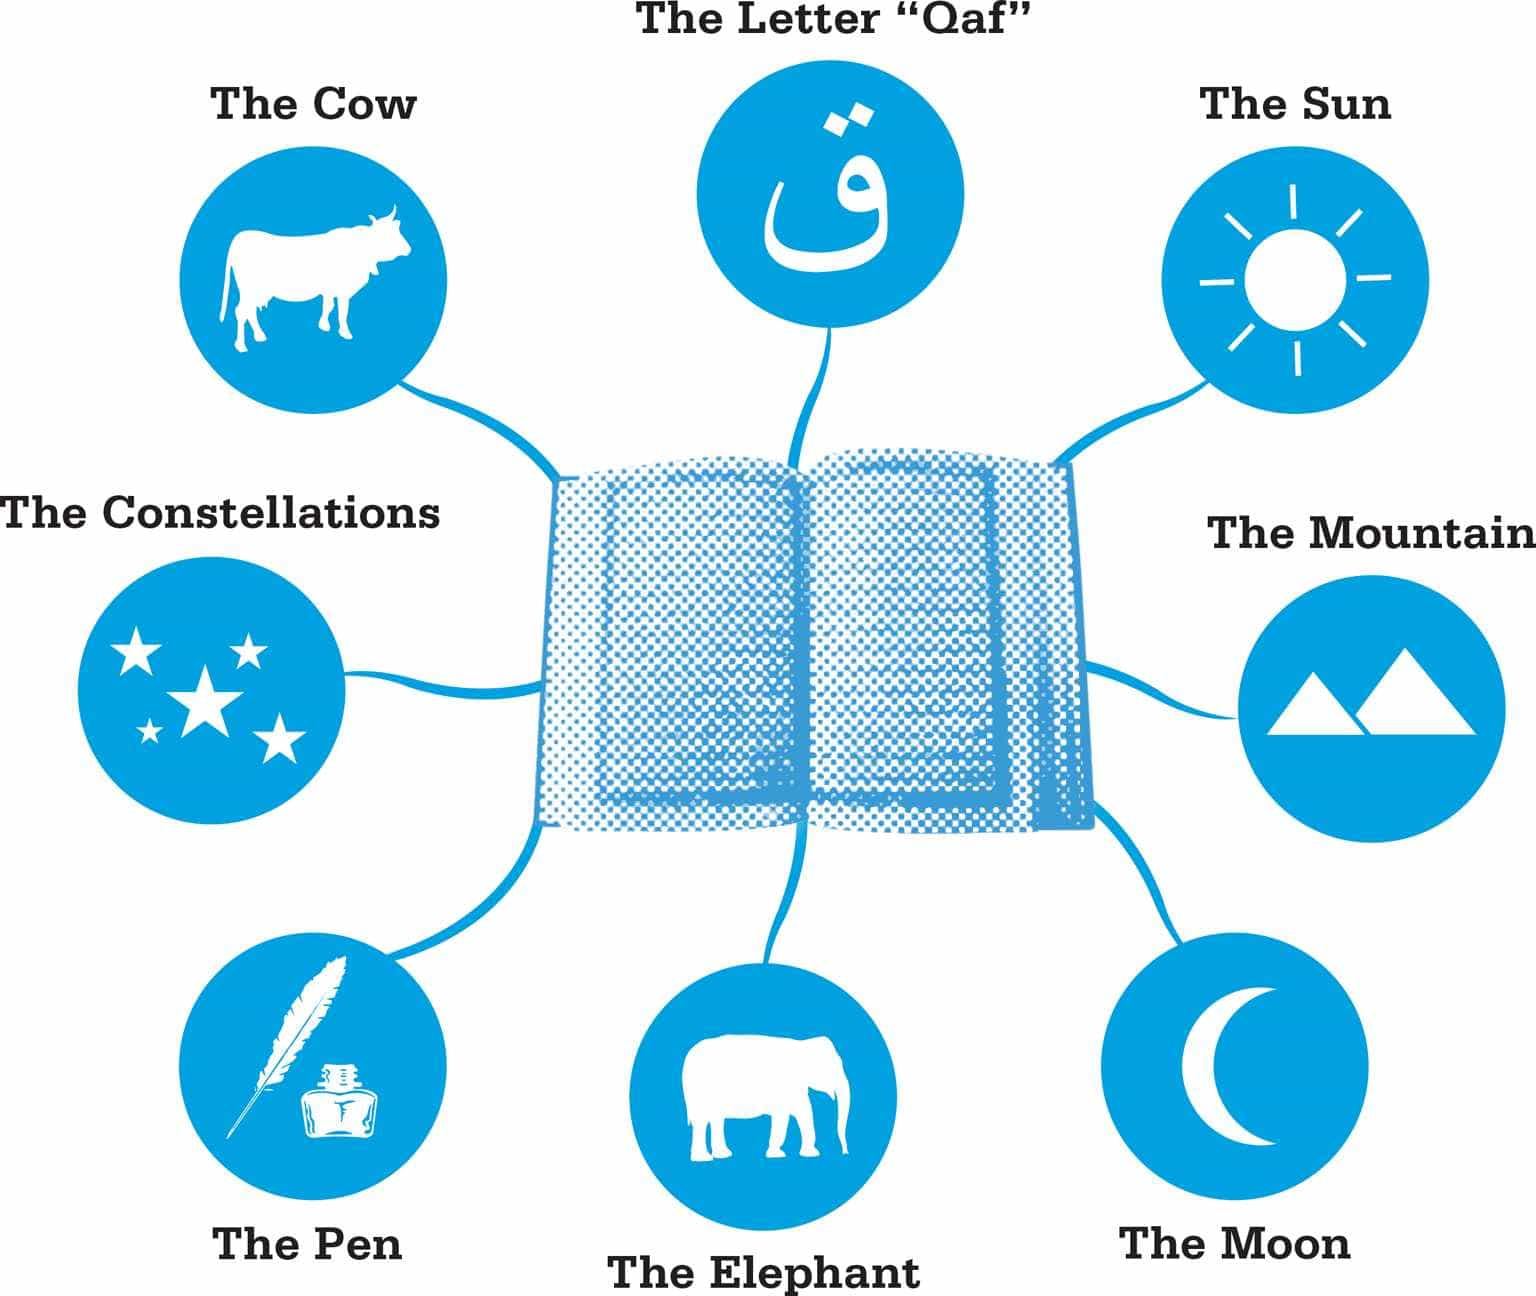 The Letter “Qaf”
The Cow
The Sun
ق
The Constellations
The Mountain
The Pen
The Elephant
The Moon